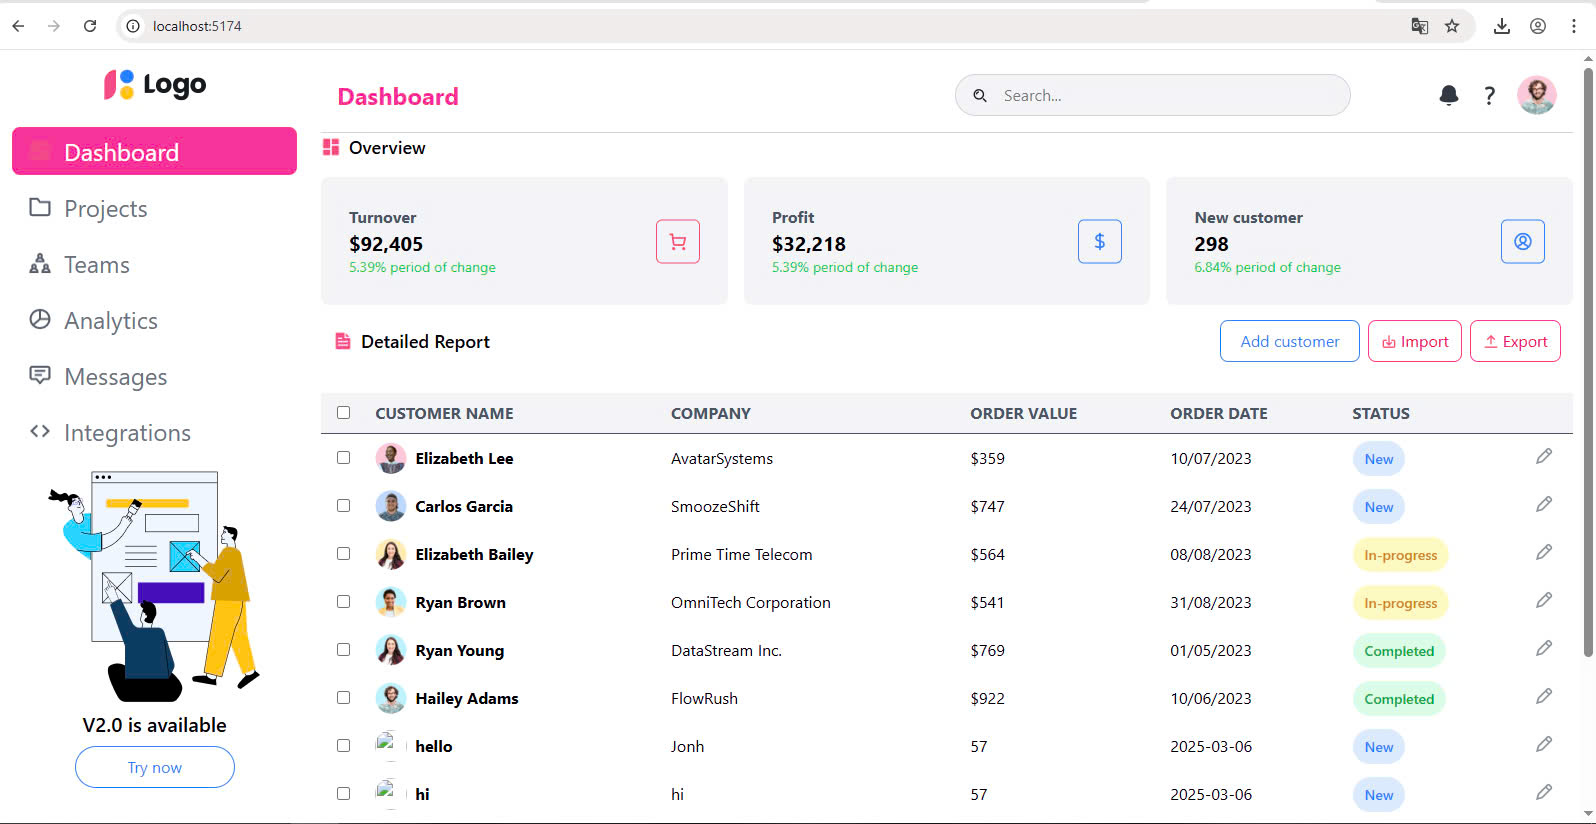 localhost:5174
Logo
Dashboard
Search...
?
Dashboard
Projects
Teams
Analytics
Messages
Integrations
V2.0 is available
Try now
Overview
Turnover
$92,405
5.39% period of change
Profit
$32,218
5.39% period of change
$
New customer
298
6.84% period of change
Detailed Report
Add customer
Import
Export
CUSTOMER NAME COMPANY ORDER VALUE ORDER DATE STATUS
Elizabeth Lee AvatarSystems $359 10/07/2023 New
Carlos Garcia SmoozeShift $747 24/07/2023 New
Elizabeth Bailey Prime Time Telecom $564 08/08/2023 In-progress
Ryan Brown OmniTech Corporation $541 31/08/2023 In-progress
Ryan Young DataStream Inc. $769 01/05/2023 Completed
Hailey Adams FlowRush $922 10/06/2023 Completed
hello Jonh 57 2025-03-06 New
hi hi 57 2025-03-06 New